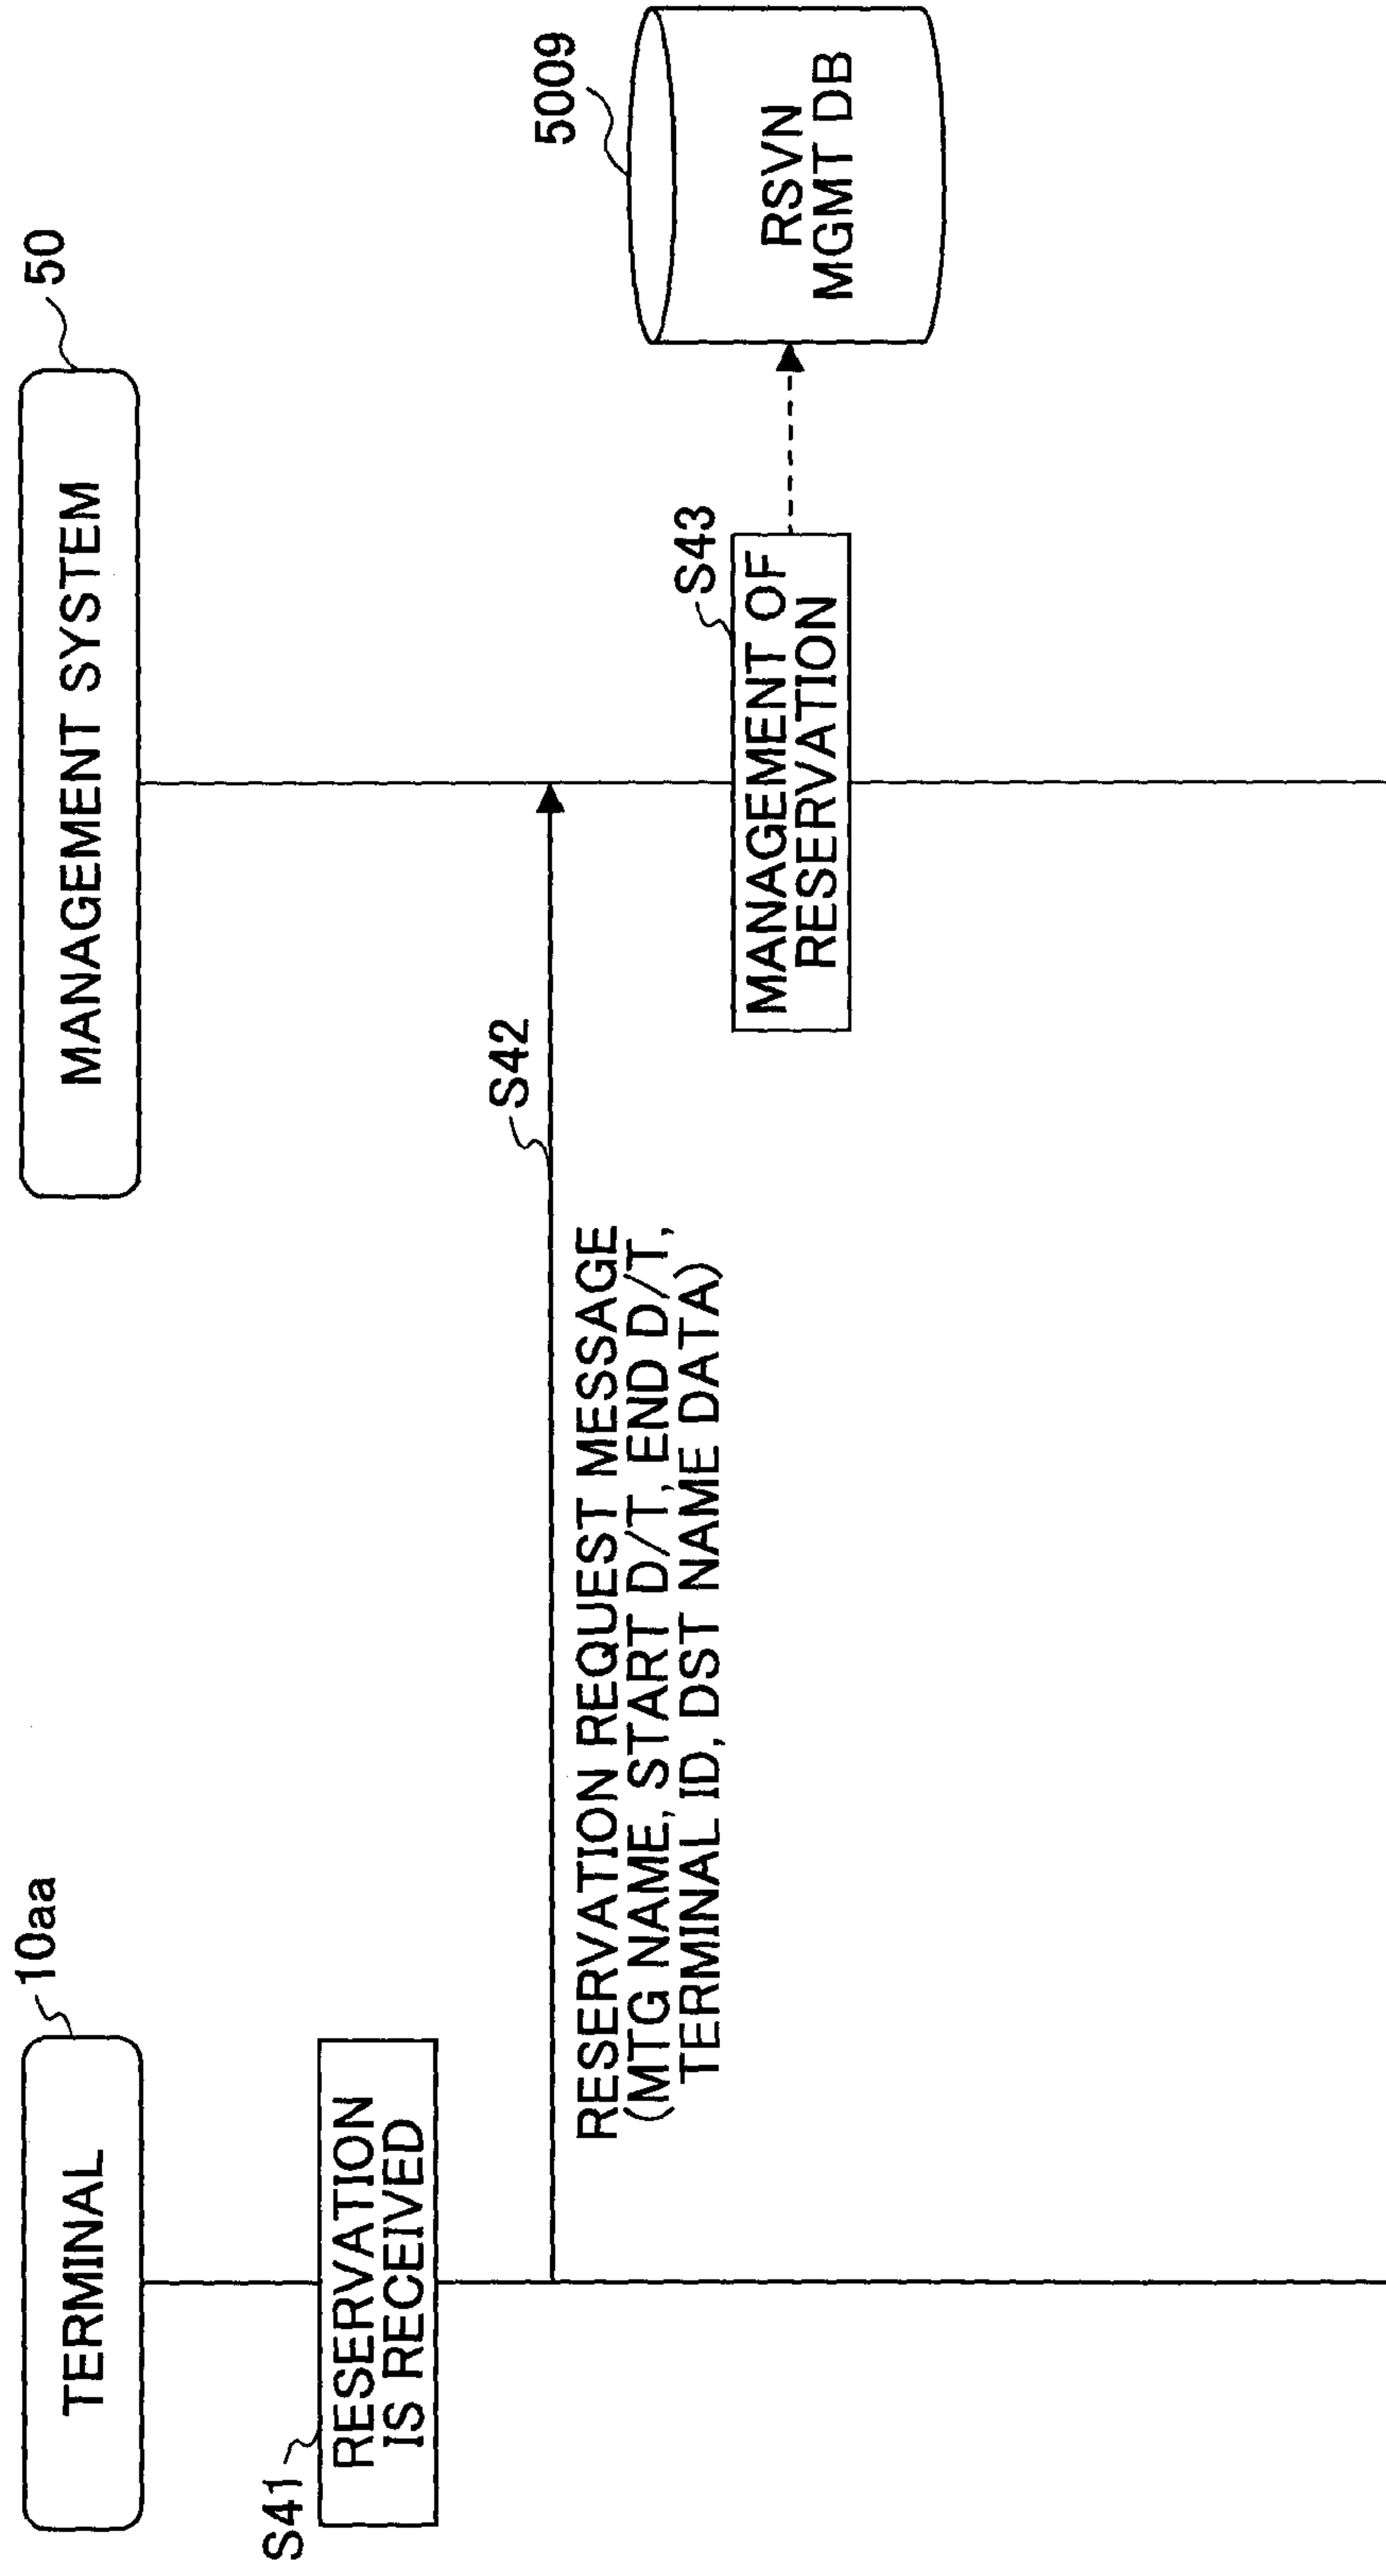 10aa
TERMINAL
50
MANAGEMENT SYSTEM
S41
RESERVATION
IS RECEIVED
S42
RESERVATION REQUEST MESSAGE
(MTG NAME, START D/T, END D/T,
TERMINAL ID, DST NAME DATA)
S43
MANAGEMENT OF
RESERVATION
5009
RSVN
MGMT DB